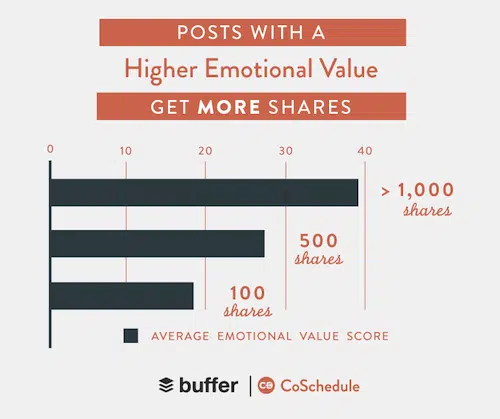 POSTS WITH A
Higher Emotional Value
GET MORE SHARES
0 10 20 30 40
> 1,000
shares
500
shares
100
shares
AVERAGE EMOTIONAL VALUE SCORE
buffer | CoSchedule